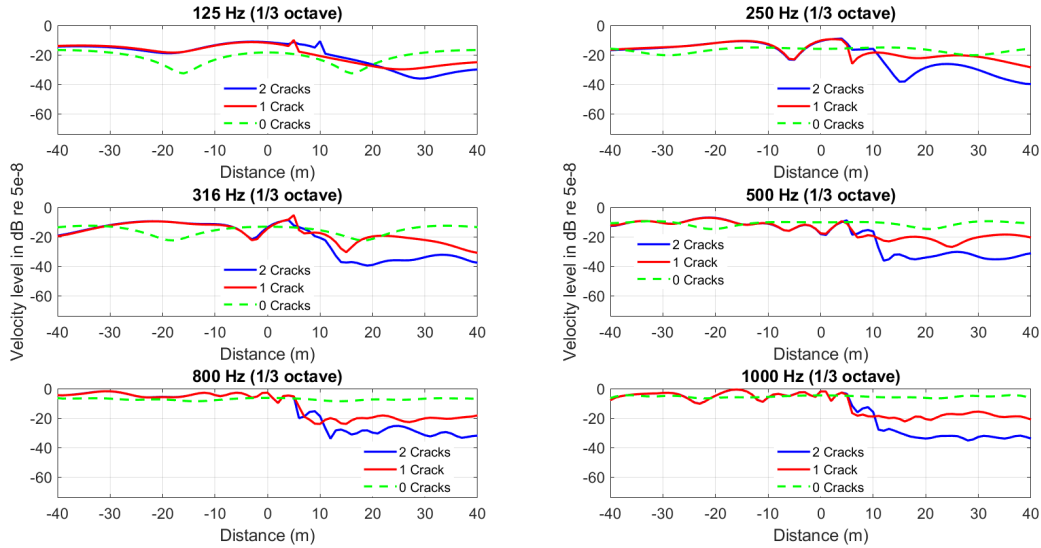 125 Hz (1/3 octave)
0
-20
-40
-60
2 Cracks
1 Crack
0 Cracks
-40 -30 -20 -10 0 10 20 30 40
Distance (m)
250 Hz (1/3 octave)
0
-20
-40
-60
2 Cracks
1 Crack
0 Cracks
-40 -30 -20 -10 0 10 20 30 40
Distance (m)
Velocity level in dB re 5e-8
316 Hz (1/3 octave)
0
-20
-40
-60
2 Cracks
1 Crack
0 Cracks
-40 -30 -20 -10 0 10 20 30 40
Distance (m)
Velocity level in dB re 5e-8
500 Hz (1/3 octave)
0
-20
-40
-60
2 Cracks
1 Crack
0 Cracks
-40 -30 -20 -10 0 10 20 30 40
Distance (m)
800 Hz (1/3 octave)
0
-20
-40
-60
2 Cracks
1 Crack
0 Cracks
-40 -30 -20 -10 0 10 20 30 40
Distance (m)
1000 Hz (1/3 octave)
0
-20
-40
-60
2 Cracks
1 Crack
0 Cracks
-40 -30 -20 -10 0 10 20 30 40
Distance (m)